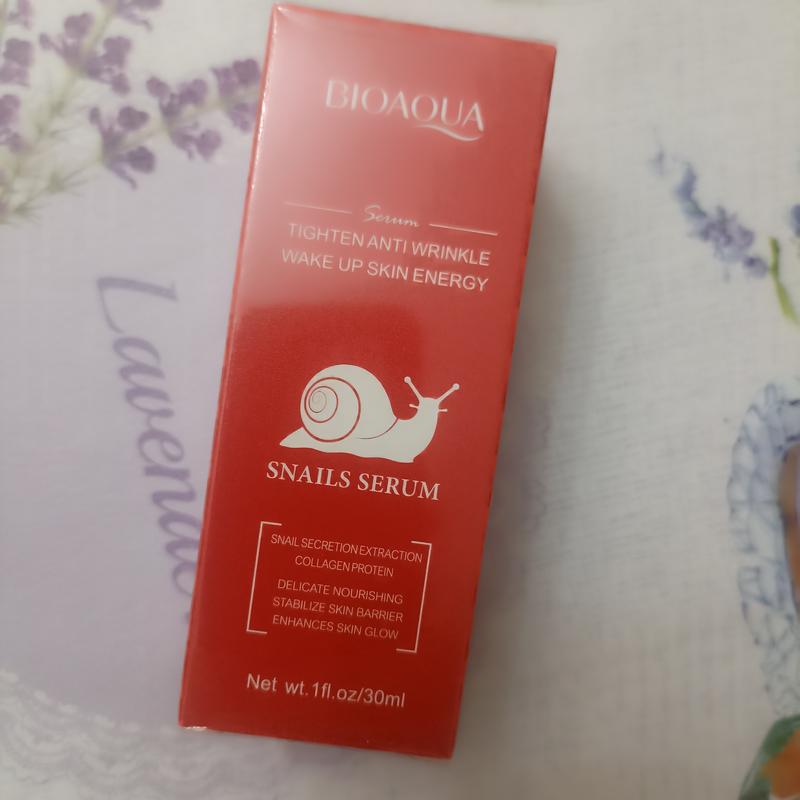 BIOAQUA
Serum
TIGHTEN ANTI WRINKLE
WAKE UP SKIN ENERGY
SNAILS SERUM
SNAIL SECRETION EXTRACTION
COLLAGEN PROTEIN
DELICATE NOURISHING
STABILIZE SKIN BARRIER
ENHANCES SKIN GLOW
Net wt.1fl.oz/30ml